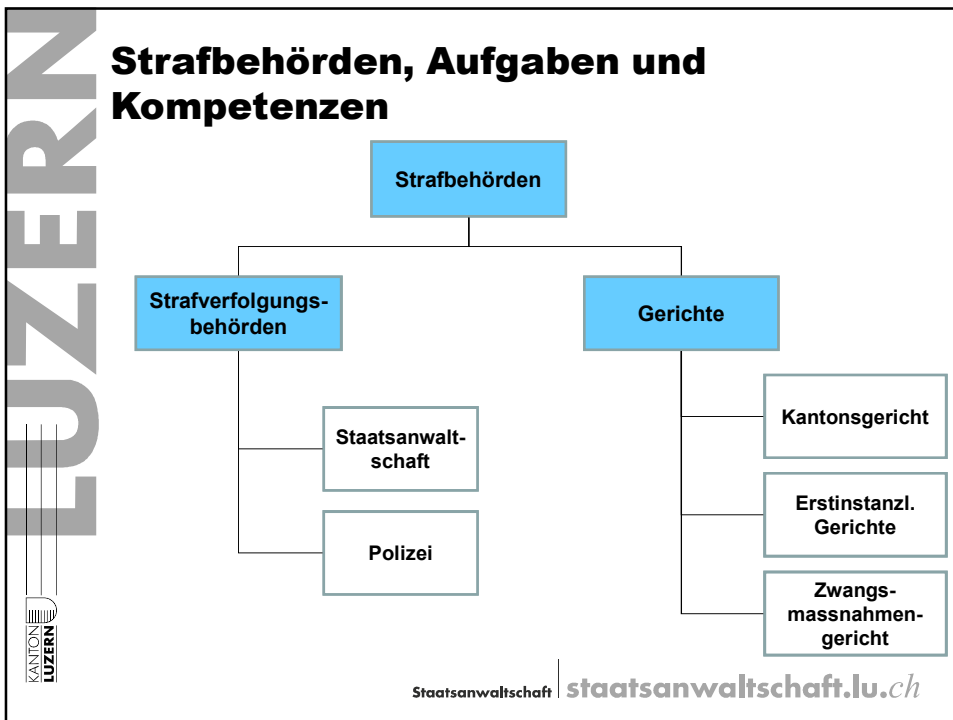 LUZERN
Strafbehörden, Aufgaben und
Kompetenzen
Strafbehörden
Strafverfolgungs-
behörden
Gerichte
Staatsanwalt-
schaft
Polizei
Kantonsgericht
Erstinstanzl.
Gerichte
Zwangs-
massnahmen-
gericht
KANTON
LUZERN
Staatsanwaltschaft staatsanwaltschaft.lu.ch